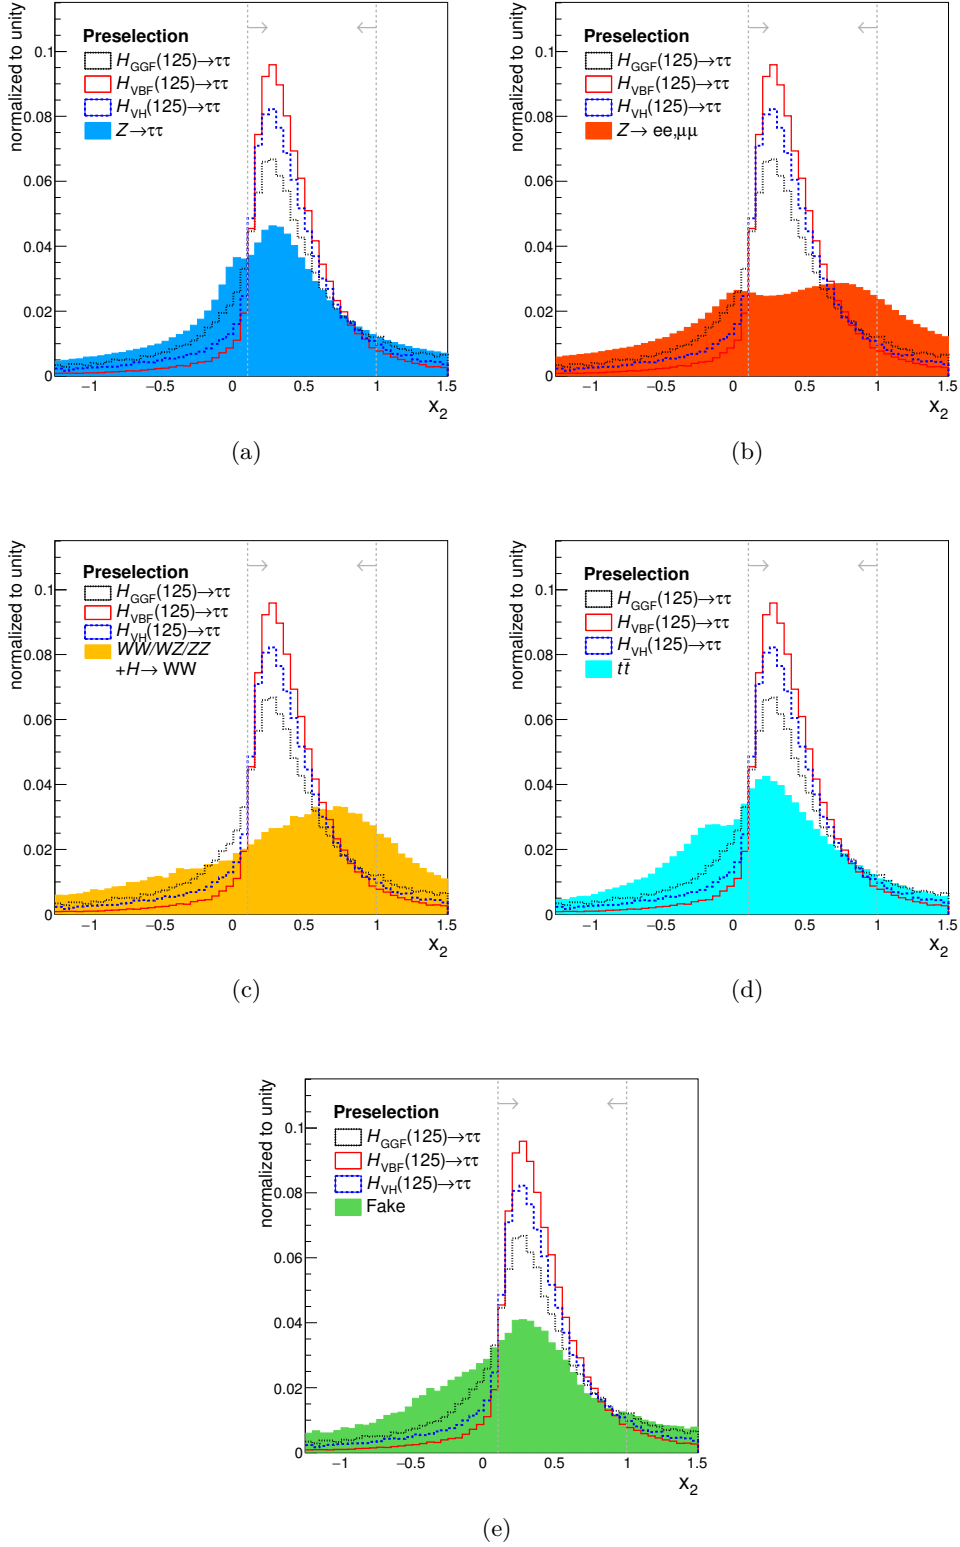 normalized to unity
0.1
0.08
0.06
0.04
0.02
0
Preselection
H_GGF(125)→ττ
H_VBF(125)→ττ
H_VH(125)→ττ
Z→ττ
−1 −0.5 0 0.5 1 1.5
x_2
(a)
normalized to unity
0.1
0.08
0.06
0.04
0.02
0
Preselection
H_GGF(125)→ττ
H_VBF(125)→ττ
H_VH(125)→ττ
Z→ ee,μμ
−1 −0.5 0 0.5 1 1.5
x_2
(b)
normalized to unity
0.1
0.08
0.06
0.04
0.02
0
Preselection
H_GGF(125)→ττ
H_VBF(125)→ττ
H_VH(125)→ττ
WW/WZ/ZZ
+H→ WW
−1 −0.5 0 0.5 1 1.5
x_2
(c)
normalized to unity
0.1
0.08
0.06
0.04
0.02
0
Preselection
H_GGF(125)→ττ
H_VBF(125)→ττ
H_VH(125)→ττ
tt̄
−1 −0.5 0 0.5 1 1.5
x_2
(d)
normalized to unity
0.1
0.08
0.06
0.04
0.02
0
Preselection
H_GGF(125)→ττ
H_VBF(125)→ττ
H_VH(125)→ττ
Fake
−1 −0.5 0 0.5 1 1.5
x_2
(e)